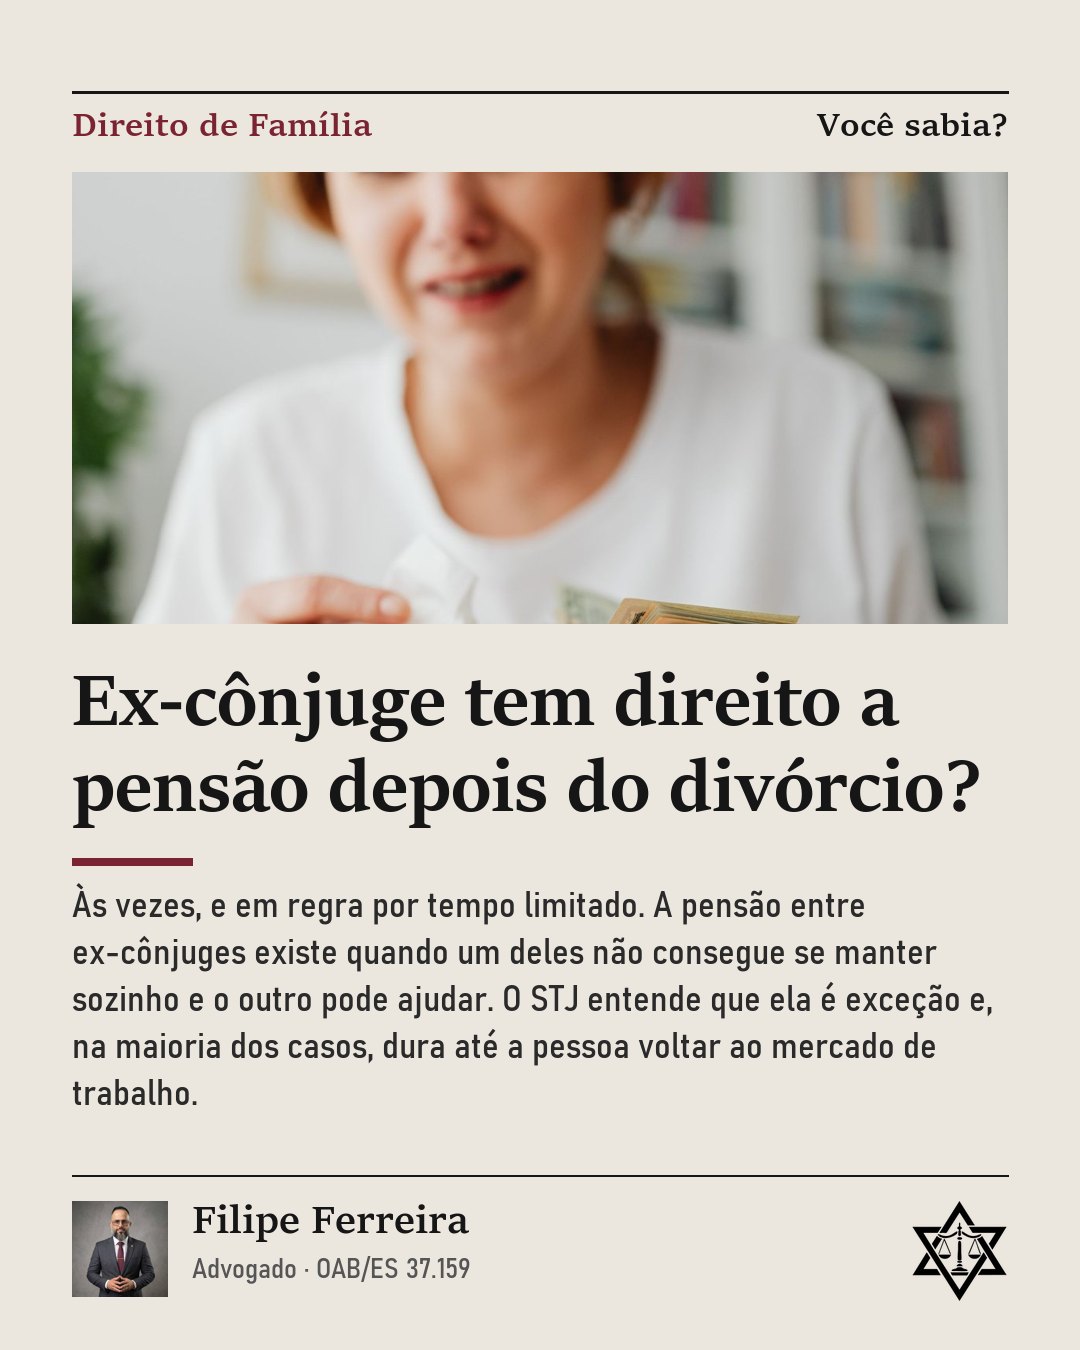 Direito de Família
Você sabia?
Ex-cônjuge tem direito a
pensão depois do divórcio?
Às vezes, e em regra por tempo limitado. A pensão entre
ex-cônjuges existe quando um deles não consegue se manter
sozinho e o outro pode ajudar. O STJ entende que ela é exceção e,
na maioria dos casos, dura até a pessoa voltar ao mercado de
trabalho.
Filipe Ferreira
Advogado · OAB/ES 37.159